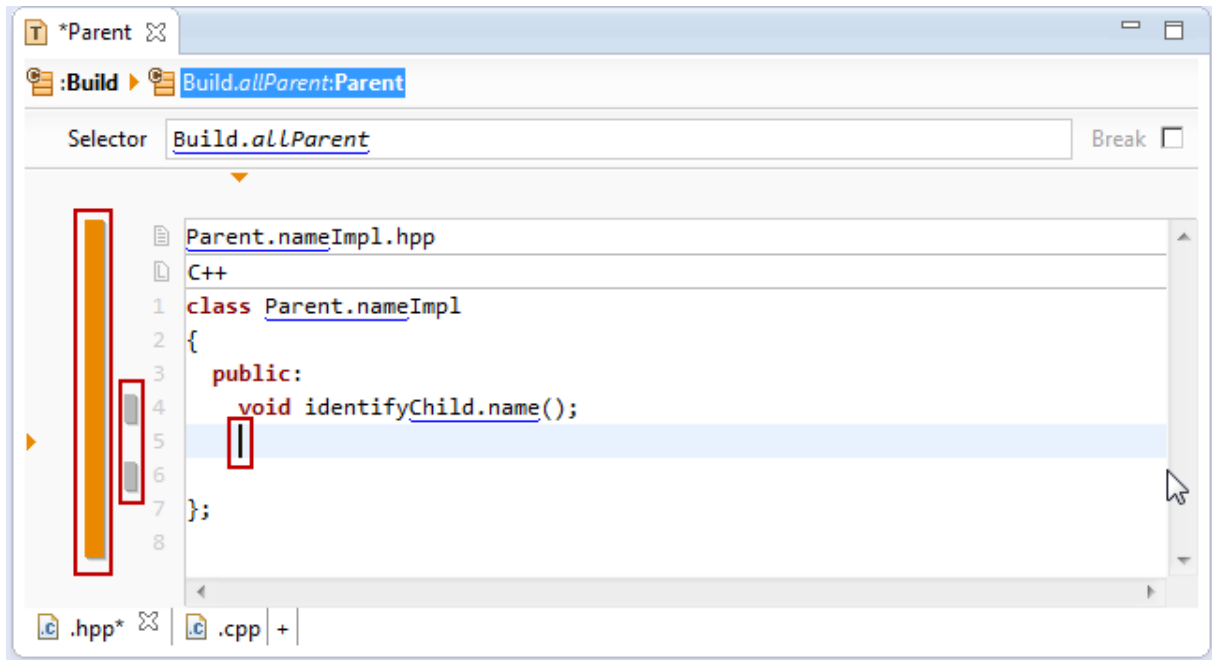 *Parent
:Build Build.allParent:Parent
Selector Build.allParent Break
Parent.nameImpl.hpp
C++
1 class Parent.nameImpl
2 {
3 public:
4 void identifyChild.name();
5
6
7 };
8
.hpp* .cpp +